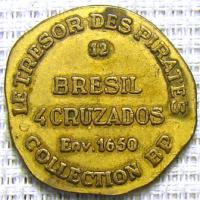 LE TRESOR DES PIRATES
12
BRESIL
4 CRUZADOS
Env. 1650
COLLECTION BP